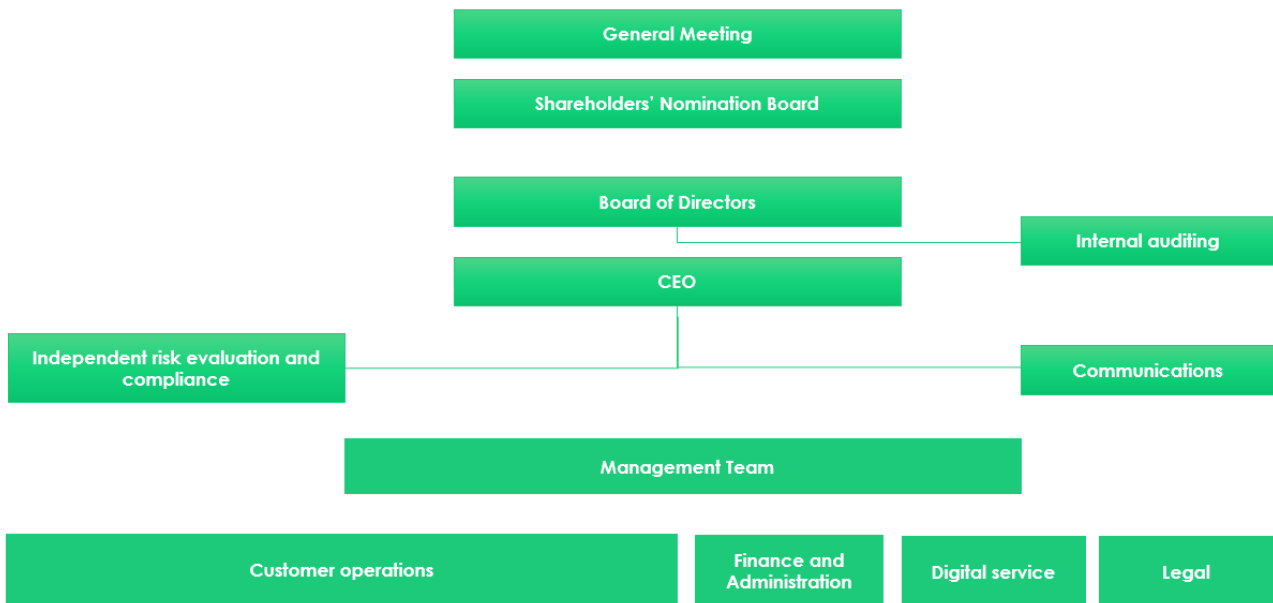 General Meeting
Shareholders' Nomination Board
Board of Directors
Internal auditing
CEO
Independent risk evaluation and
compliance
Communications
Management Team
Customer operations
Finance and
Administration
Digital service
Legal